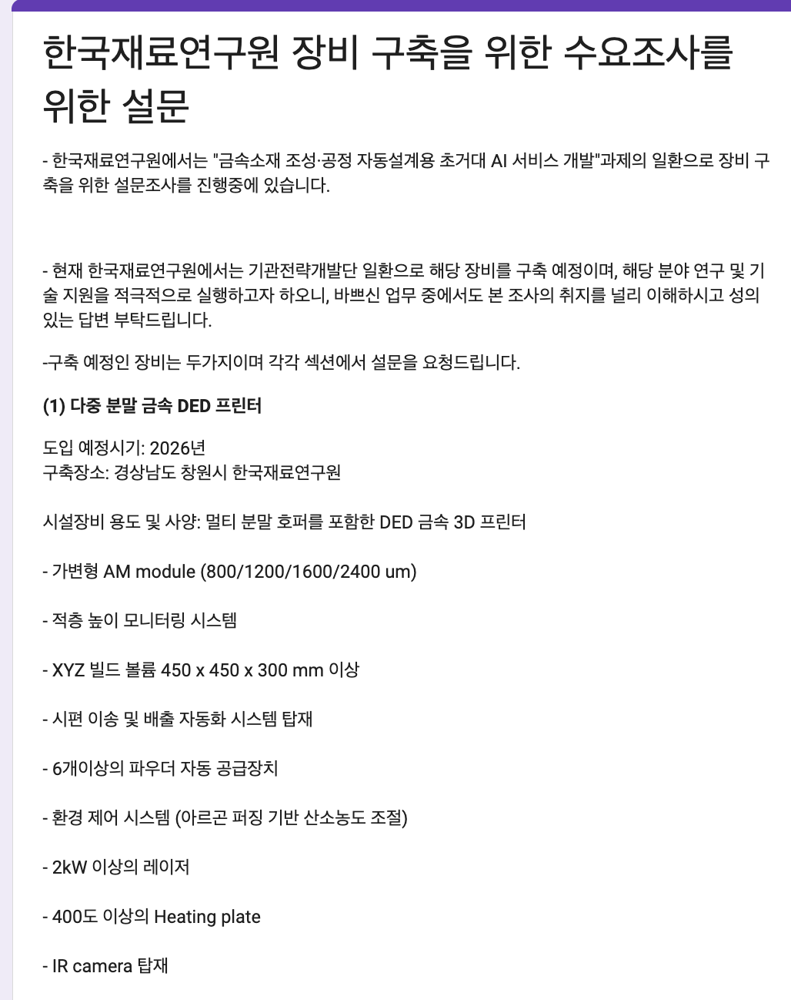 한국재료연구원 장비 구축을 위한 수요조사를
위한 설문
- 한국재료연구원에서는 "금속소재 조성·공정 자동설계용 초거대 AI 서비스 개발"과제의 일환으로 장비 구
축을 위한 설문조사를 진행중에 있습니다.
- 현재 한국재료연구원에서는 기관전략개발단 일환으로 해당 장비를 구축 예정이며, 해당 분야 연구 및 기
술 지원을 적극적으로 실행하고자 하오니, 바쁘신 업무 중에서도 본 조사의 취지를 널리 이해하시고 성의
있는 답변 부탁드립니다.
-구축 예정인 장비는 두가지이며 각각 섹션에서 설문을 요청드립니다.
(1) 다중 분말 금속 DED 프린터
도입 예정시기: 2026년
구축장소: 경상남도 창원시 한국재료연구원
시설장비 용도 및 사양: 멀티 분말 호퍼를 포함한 DED 금속 3D 프린터
- 가변형 AM module (800/1200/1600/2400 um)
- 적층 높이 모니터링 시스템
- XYZ 빌드 볼륨 450 x 450 x 300 mm 이상
- 시편 이송 및 배출 자동화 시스템 탑재
- 6개이상의 파우더 자동 공급장치
- 환경 제어 시스템 (아르곤 퍼징 기반 산소농도 조절)
- 2kW 이상의 레이저
- 400도 이상의 Heating plate
- IR camera 탑재